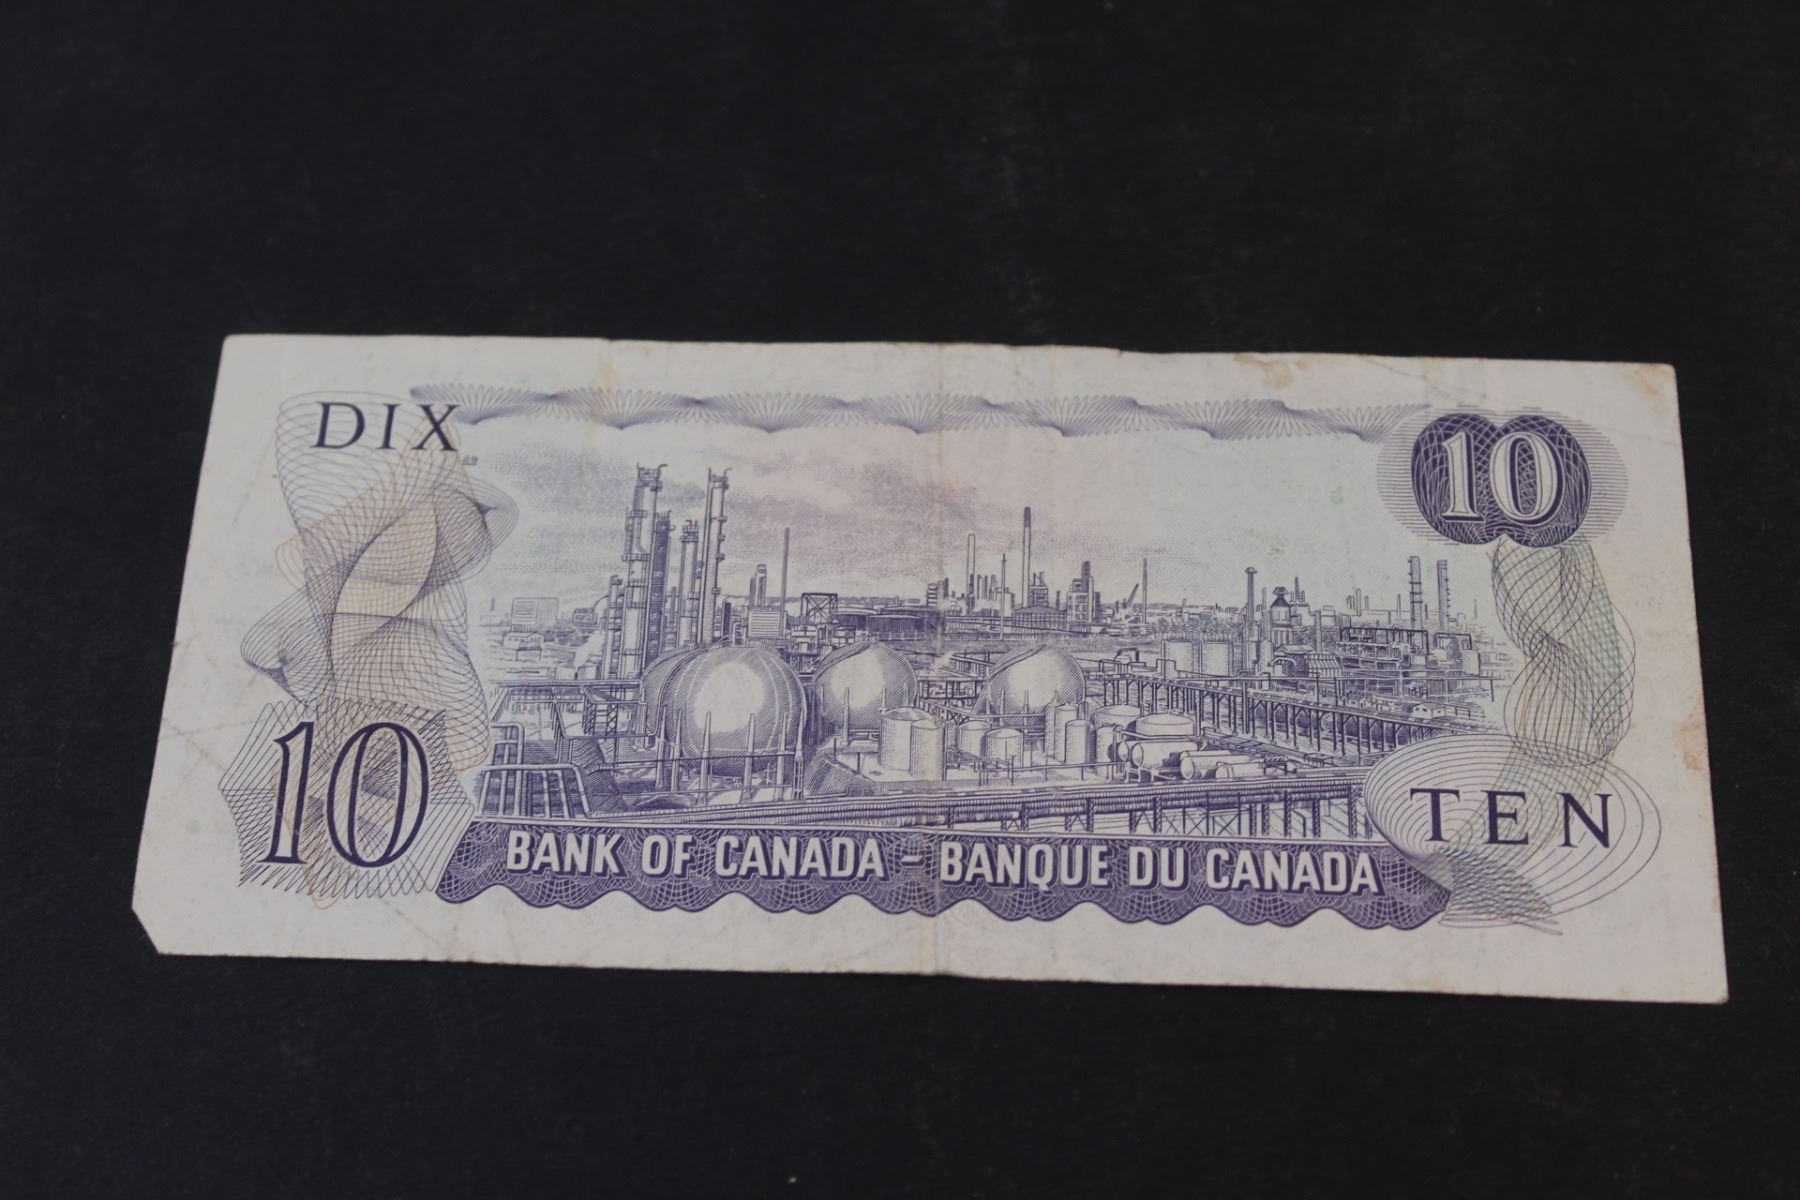 DIX
10
10
TEN
BANK OF CANADA – BANQUE DU CANADA